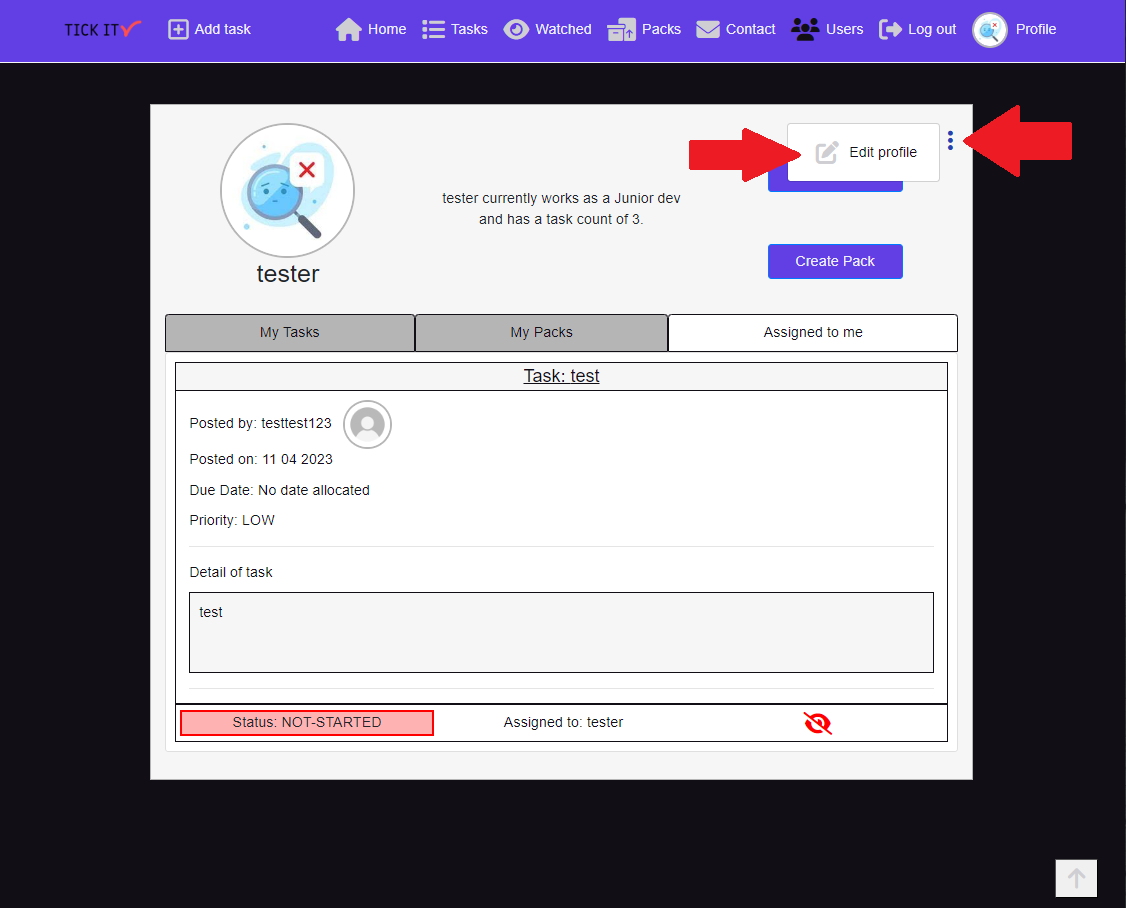 TICK IT
Add task
Home
Tasks
Watched
Packs
Contact
Users
Log out
Profile
Edit profile
tester currently works as a Junior dev
and has a task count of 3.
Create Pack
tester
My Tasks
My Packs
Assigned to me
Task: test
Posted by: testtest123
Posted on: 11 04 2023
Due Date: No date allocated
Priority: LOW
Detail of task
test
Status: NOT-STARTED
Assigned to: tester